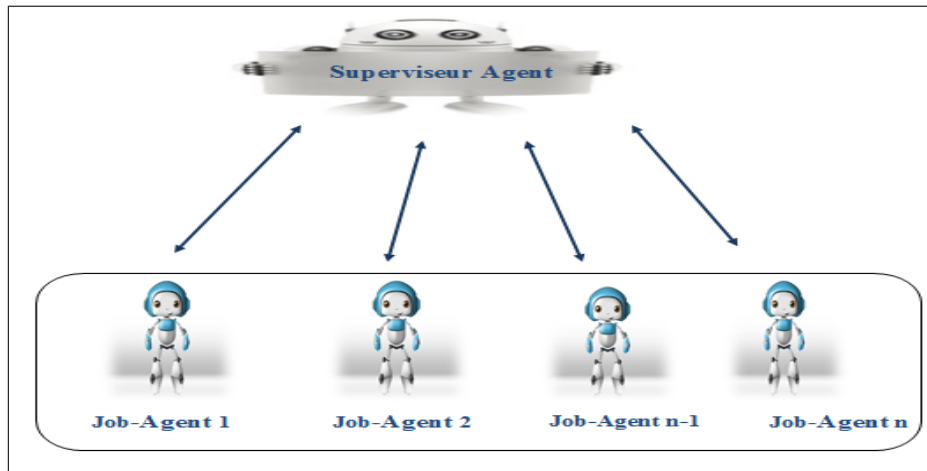 Superviseur Agent
Job-Agent 1
Job-Agent 2
Job-Agent n-1
Job-Agent n